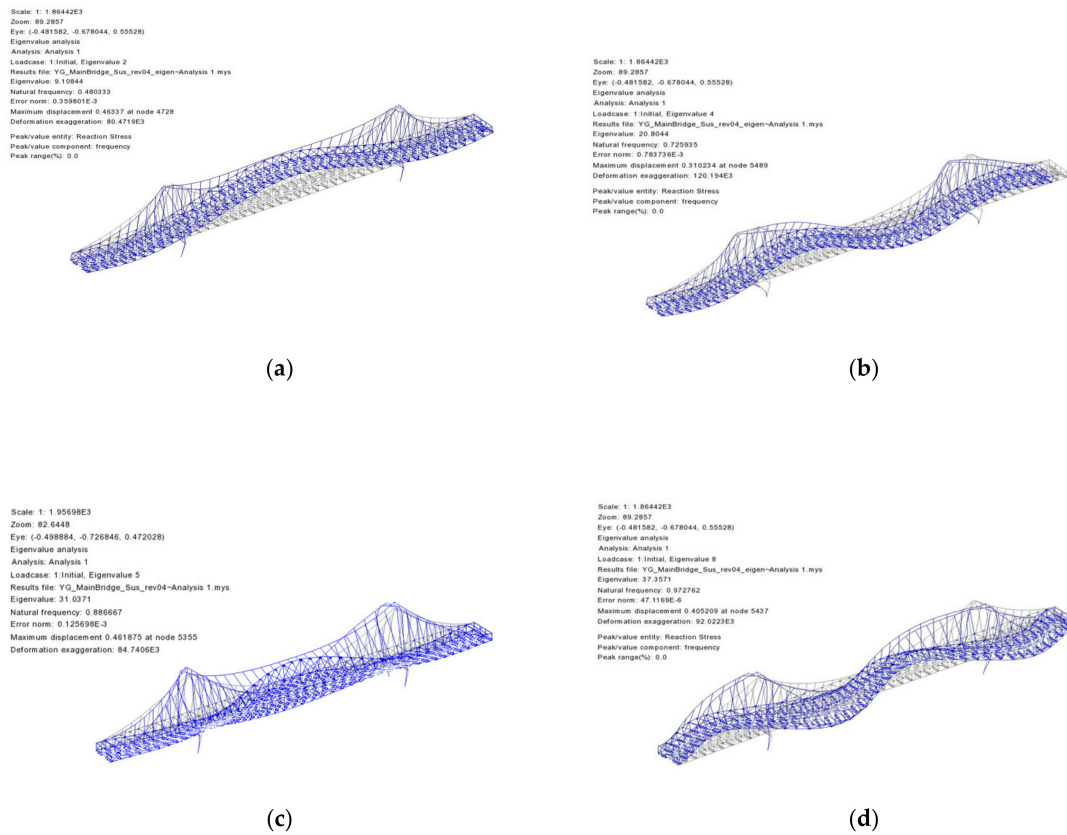 Scale: 1: 1.86442E3
Zoom: 89.2857
Eye: (-0.481582, -0.678044, 0.55528)
Eigenvalue analysis
Analysis: Analysis 1
Loadcase: 1:Initial, Eigenvalue 2
Results file: YG_MainBridge_Sus_rev04_eigen~Analysis 1.mys
Eigenvalue: 9.10844
Natural frequency: 0.480333
Error norm: 0.359801E-3
Maximum displacement 0.46337 at node 4728
Deformation exaggeration: 80.4719E3
Peak/value entity: Reaction Stress
Peak/value component: frequency
Peak range(%): 0.0
(a)
Scale: 1: 1.86442E3
Zoom: 89.2857
Eye: (-0.481582, -0.678044, 0.55528)
Eigenvalue analysis
Analysis: Analysis 1
Loadcase: 1:Initial, Eigenvalue 4
Results file: YG_MainBridge_Sus_rev04_eigen~Analysis 1.mys
Eigenvalue: 20.8044
Natural frequency: 0.725935
Error norm: 0.783736E-3
Maximum displacement 0.310234 at node 5489
Deformation exaggeration: 120.194E3
Peak/value entity: Reaction Stress
Peak/value component: frequency
Peak range(%): 0.0
(b)
Scale: 1: 1.95698E3
Zoom: 82.6448
Eye: (-0.498884, -0.726846, 0.472028)
Eigenvalue analysis
Analysis: Analysis 1
Loadcase: 1:Initial, Eigenvalue 5
Results file: YG_MainBridge_Sus_rev04~Analysis 1.mys
Eigenvalue: 31.0371
Natural frequency: 0.886667
Error norm: 0.125698E-3
Maximum displacement 0.461875 at node 5355
Deformation exaggeration: 84.7406E3
(c)
Scale: 1: 1.86442E3
Zoom: 89.2857
Eye: (-0.481582, -0.678044, 0.55528)
Eigenvalue analysis
Analysis: Analysis 1
Loadcase: 1:Initial, Eigenvalue 8
Results file: YG_MainBridge_Sus_rev04_eigen~Analysis 1.mys
Eigenvalue: 37.3571
Natural frequency: 0.972762
Error norm: 47.1169E-6
Maximum displacement 0.405209 at node 5437
Deformation exaggeration: 92.0223E3
Peak/value entity: Reaction Stress
Peak/value component: frequency
Peak range(%): 0.0
(d)